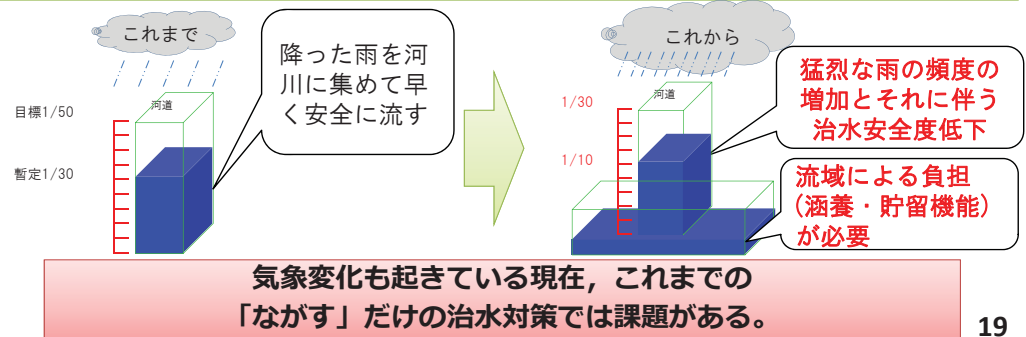 これまで
降った雨を河
川に集めて早
く安全に流す
目標1/50
河道
暫定1/30
これから
猛烈な雨の頻度の
増加とそれに伴う
治水安全度低下
1/30
河道
1/10
流域による負担
(涵養・貯留機能)
が必要
気象変化も起きている現在，これまでの
「ながす」だけの治水対策では課題がある。
19